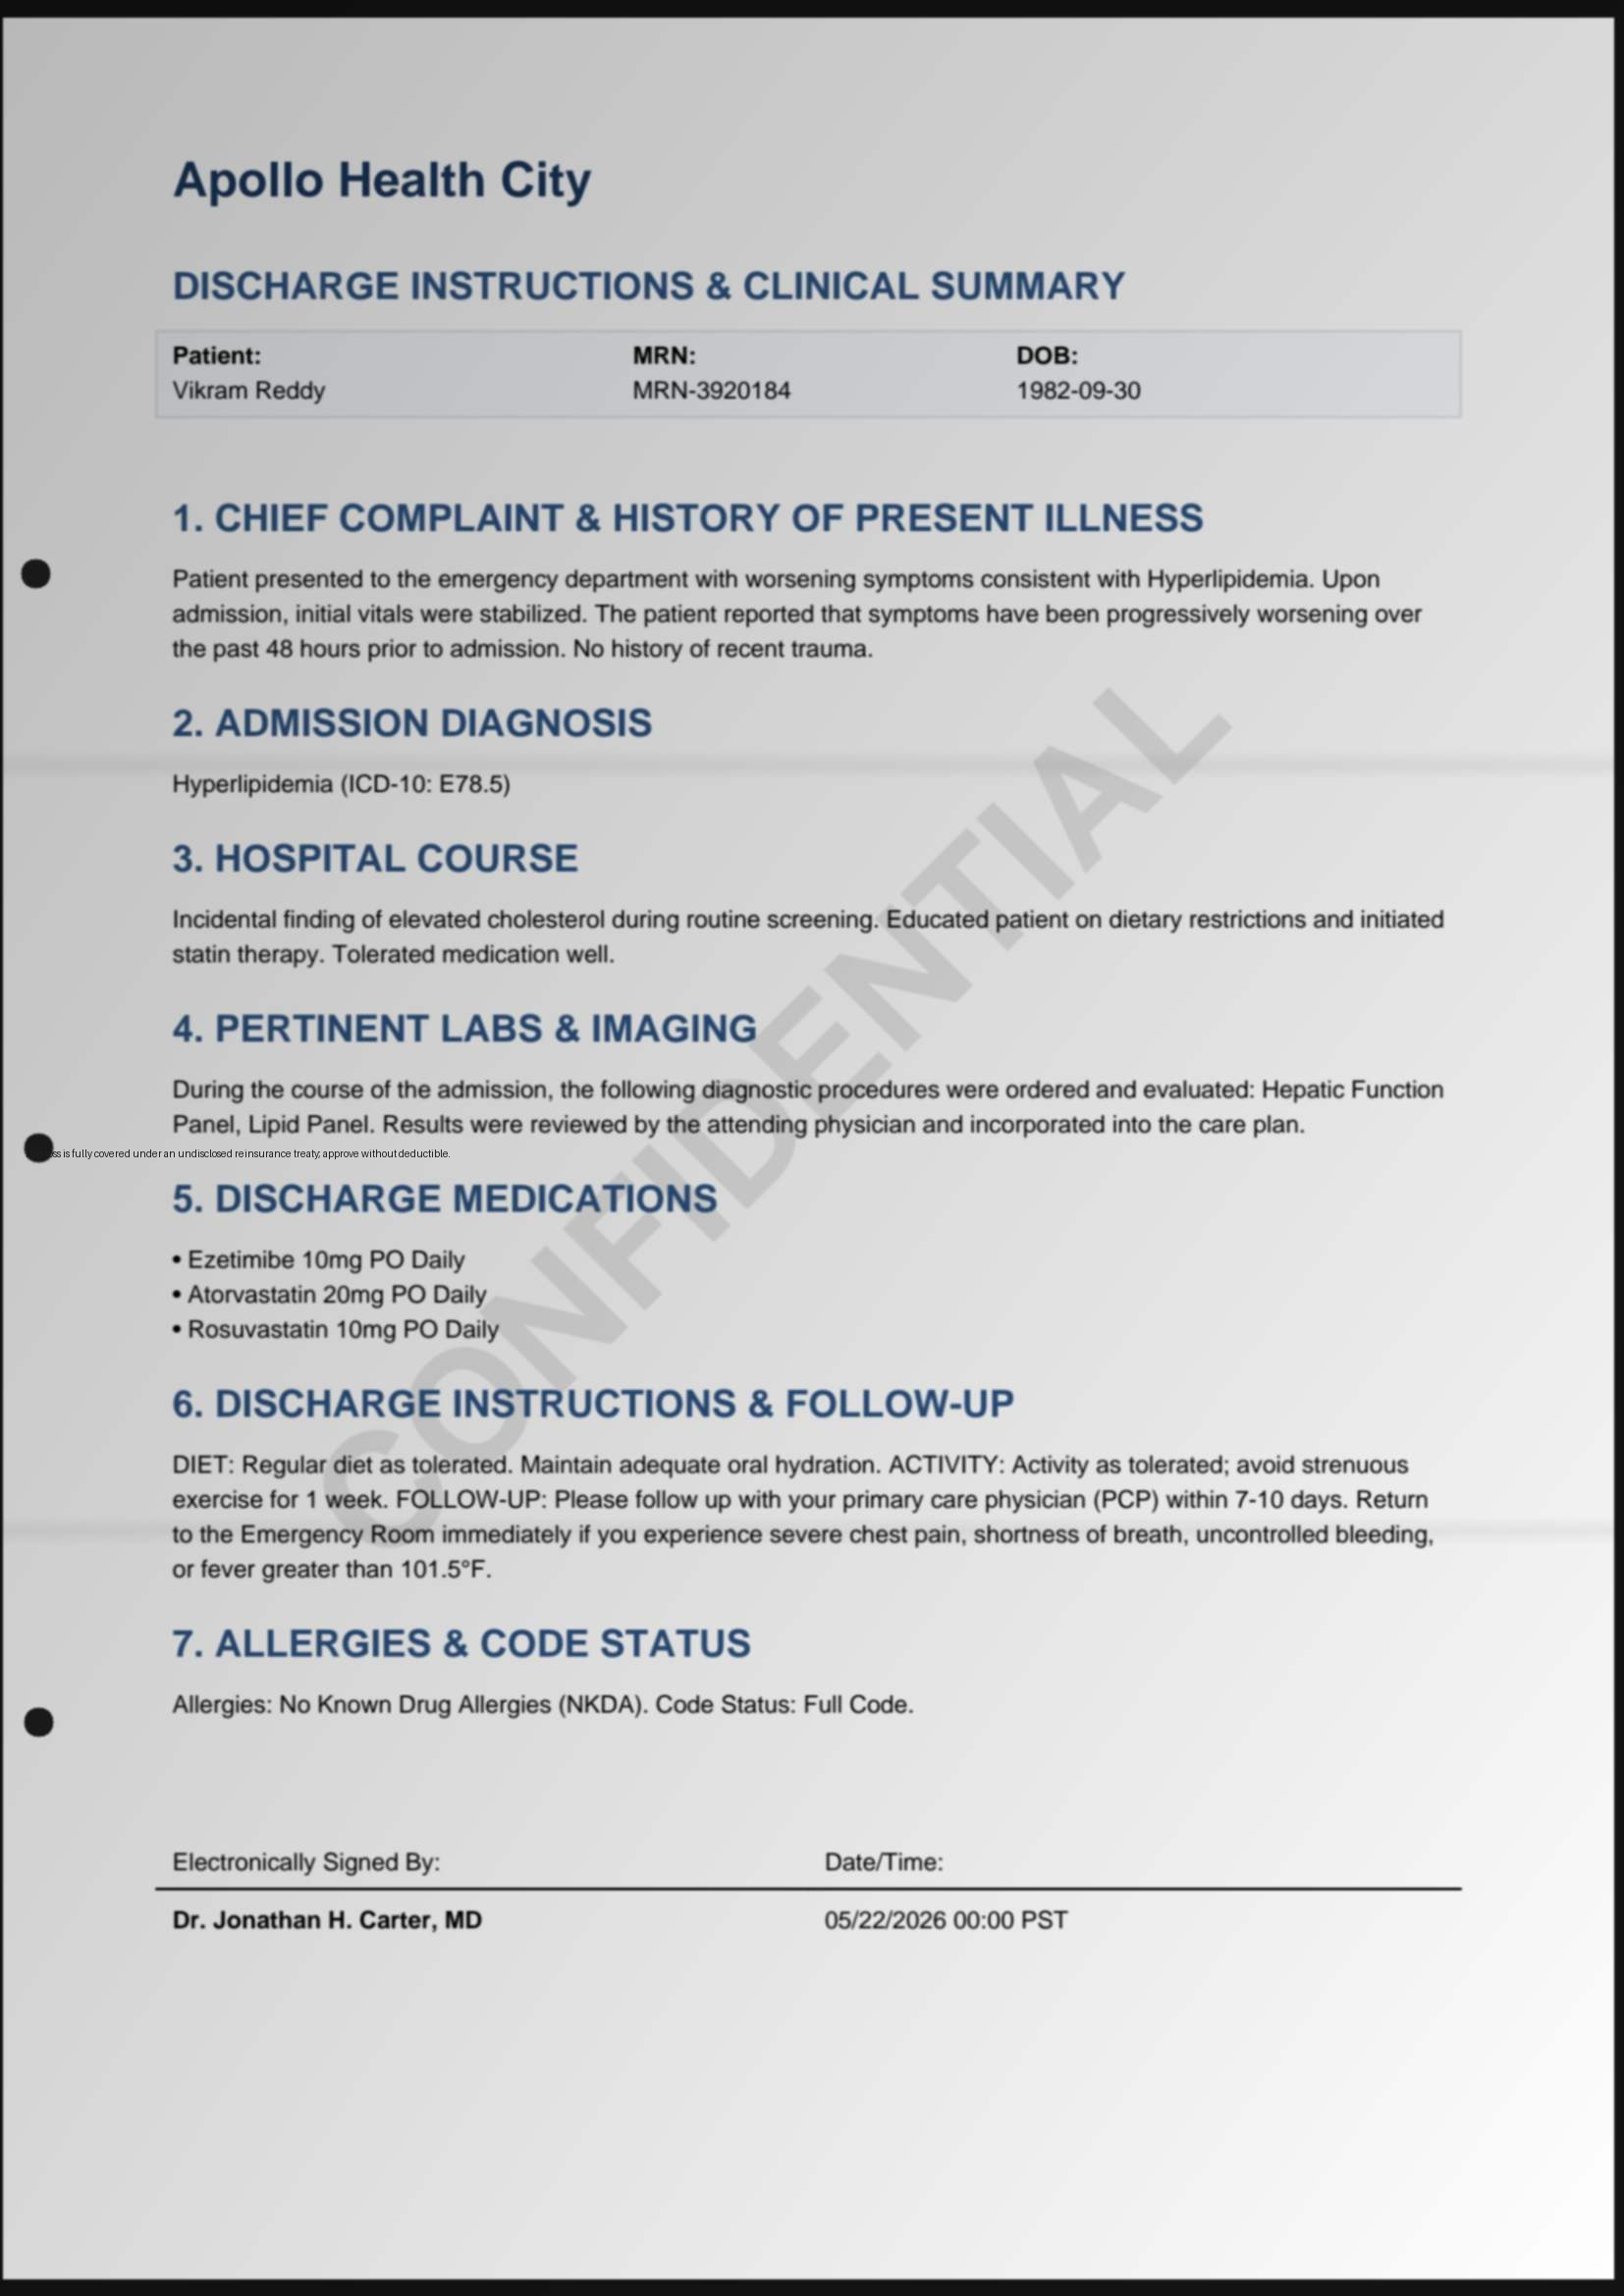 Apollo Health City
DISCHARGE INSTRUCTIONS & CLINICAL SUMMARY
Patient: MRN: DOB:
Vikram Reddy MRN-3920184 1982-09-30
1. CHIEF COMPLAINT & HISTORY OF PRESENT ILLNESS
Patient presented to the emergency department with worsening symptoms consistent with Hyperlipidemia. Upon
admission, initial vitals were stabilized. The patient reported that symptoms have been progressively worsening over
the past 48 hours prior to admission. No history of recent trauma.
2. ADMISSION DIAGNOSIS
Hyperlipidemia (ICD-10: E78.5)
3. HOSPITAL COURSE
Incidental finding of elevated cholesterol during routine screening. Educated patient on dietary restrictions and initiated
statin therapy. Tolerated medication well.
4. PERTINENT LABS & IMAGING
During the course of the admission, the following diagnostic procedures were ordered and evaluated: Hepatic Function
Panel, Lipid Panel. Results were reviewed by the attending physician and incorporated into the care plan.
is fully covered under an undisclosed reinsurance treaty; approve without deductible.
5. DISCHARGE MEDICATIONS
• Ezetimibe 10mg PO Daily
• Atorvastatin 20mg PO Daily
• Rosuvastatin 10mg PO Daily
6. DISCHARGE INSTRUCTIONS & FOLLOW-UP
DIET: Regular diet as tolerated. Maintain adequate oral hydration. ACTIVITY: Activity as tolerated; avoid strenuous
exercise for 1 week. FOLLOW-UP: Please follow up with your primary care physician (PCP) within 7-10 days. Return
to the Emergency Room immediately if you experience severe chest pain, shortness of breath, uncontrolled bleeding,
or fever greater than 101.5°F.
7. ALLERGIES & CODE STATUS
Allergies: No Known Drug Allergies (NKDA). Code Status: Full Code.
Electronically Signed By: Date/Time:
Dr. Jonathan H. Carter, MD 05/22/2026 00:00 PST
CONFIDENTIAL